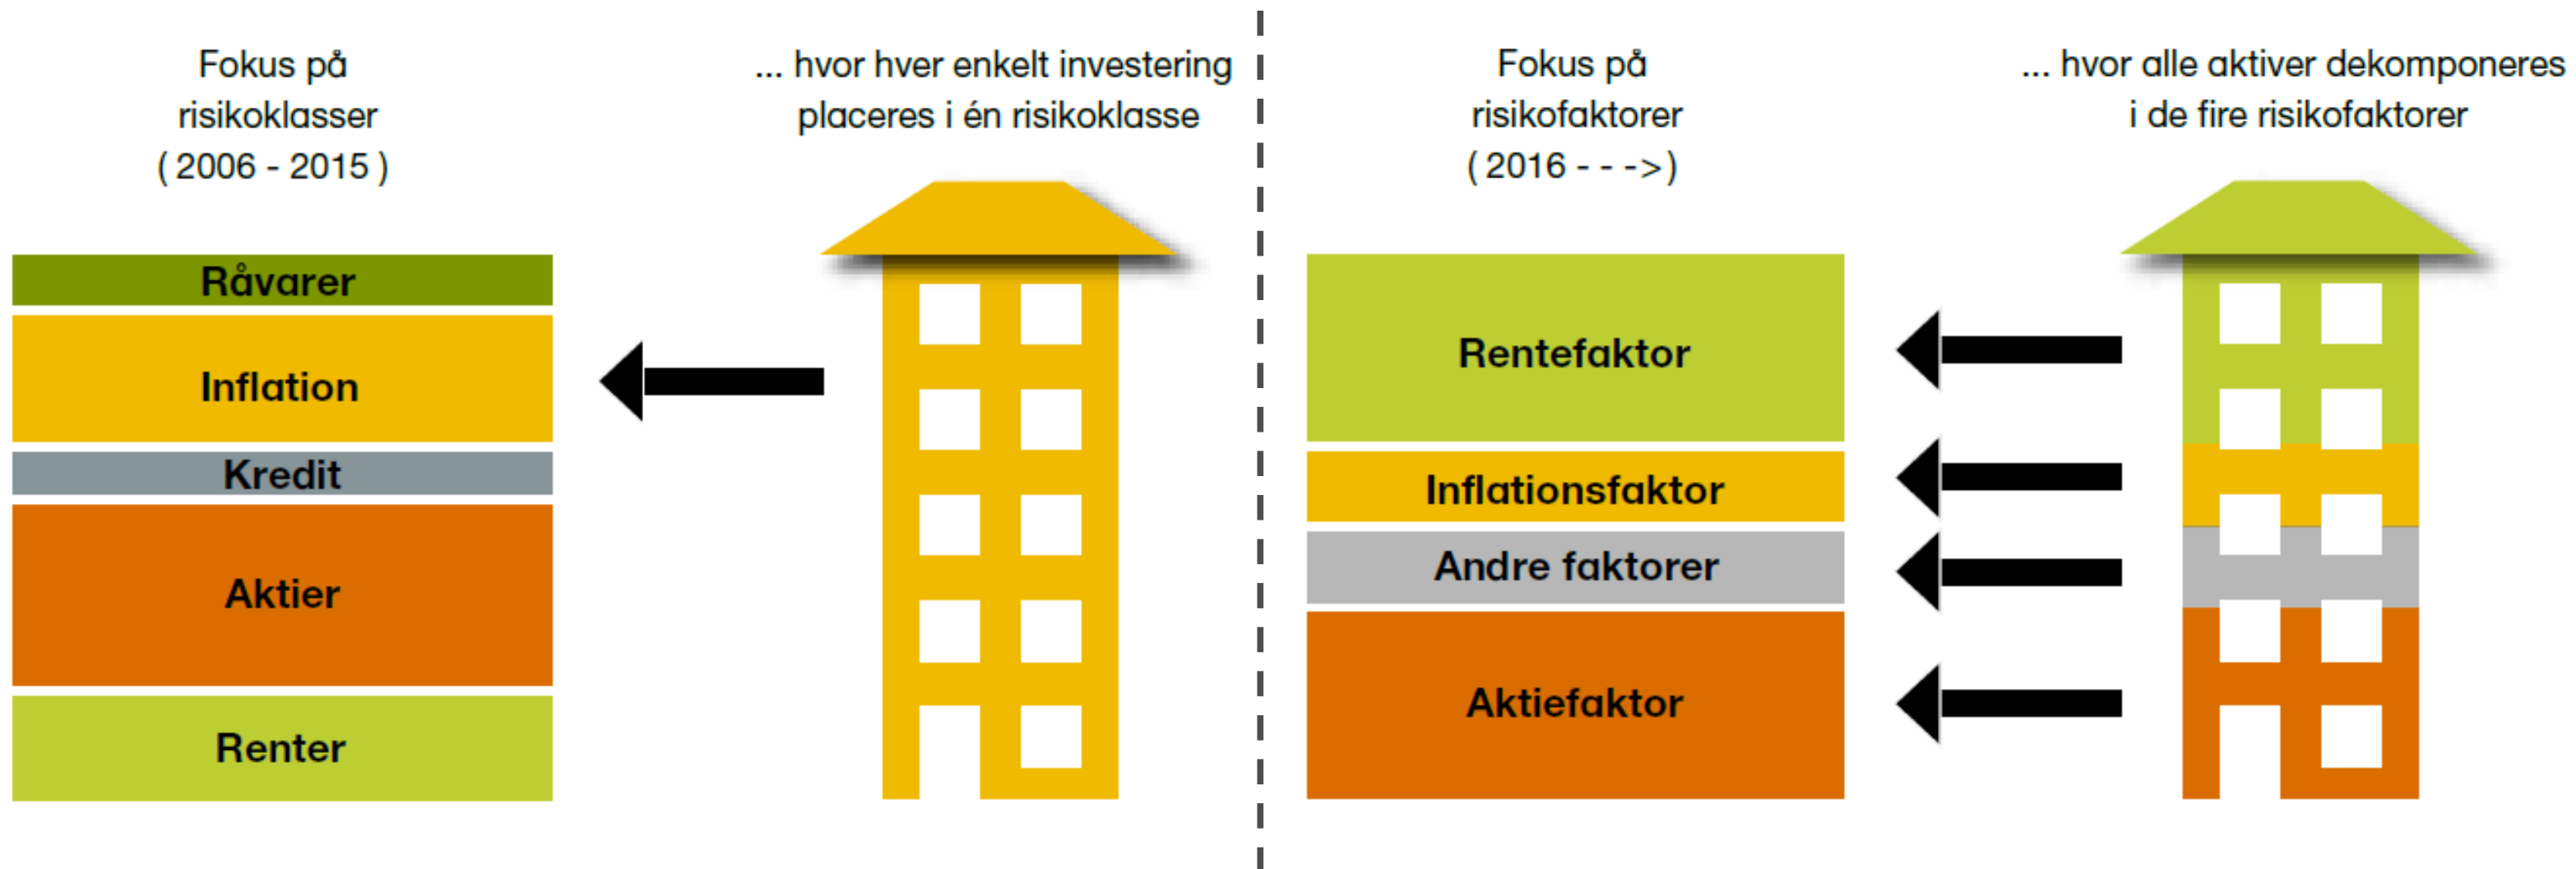 Fokus på
risikoklasser
( 2006 - 2015 )
... hvor hver enkelt investering
placeres i én risikoklasse
Råvarer
Inflation
Kredit
Aktier
Renter
Fokus på
risikofaktorer
( 2016 - - -> )
... hvor alle aktiver dekomponeres
i de fire risikofaktorer
Rentefaktor
Inflationsfaktor
Andre faktorer
Aktiefaktor